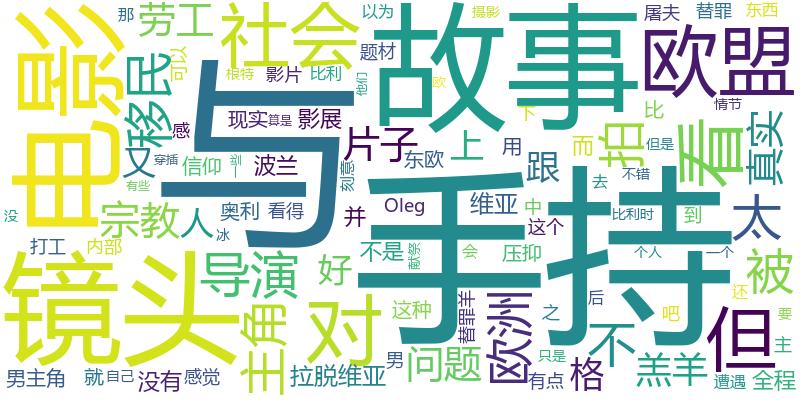 那 劳工 社会 以为 摄影 屠夫 替罪 东西
电影 移民 可以 根特 影片 比利 题材 他们 故事 欧 欧盟
与 现实 算是 影展 片子 下 比 情节
感 又 信仰 一 波兰 刻意 东欧 上 用 而 拍 看 真实
穿插 有些 跟 但是 不错
没 宗教 人 奥利 看得 并 Oleg 维亚 中 去 比利时 到 太
打工 内部 冰 不是 献祭 会 压抑 这个 手持 个人 一个
镜头 导演 好 这种 替罪羊 欧洲 之 后 还 被
主角 对 男 问题 只是 不 吧 但 要
男主角 就 自己 没有 感觉 拉脱维亚 有点 格 羔羊 遭遇 主 全程